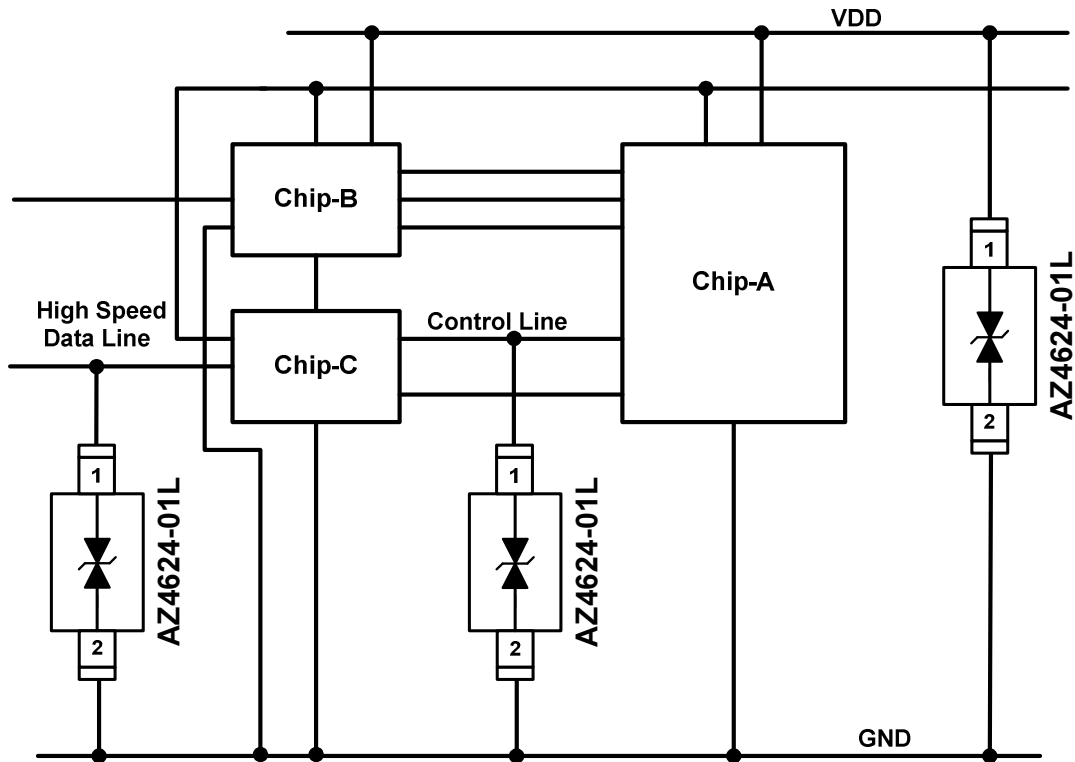 VDD
Chip-B
Chip-A
1
AZ4624-01L
2
High Speed
Data Line
Control Line
Chip-C
1
AZ4624-01L
2
1
AZ4624-01L
2
GND